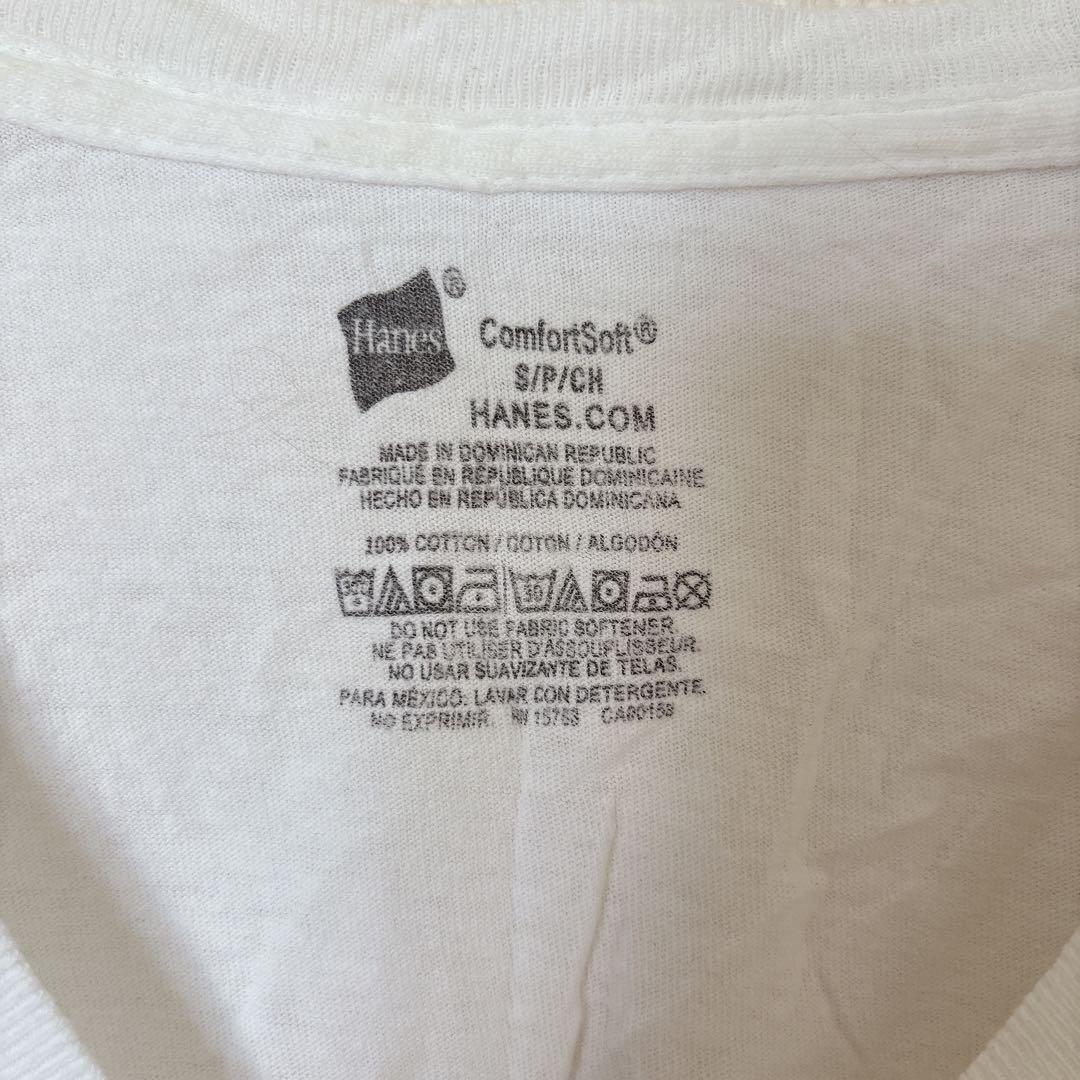 Hanes®
ComfortSoft®
S/P/CH
HANES.COM
MADE IN DOMINICAN REPUBLIC
FABRIQUÉ EN RÉPUBLIQUE DOMINICAINE
HECHO EN REPÚBLICA DOMINICANA
100% COTTON / COTON / ALGODÓN
DO NOT USE FABRIC SOFTENER
NE PAS UTILISER D'ASSOUPLISSEUR.
NO USAR SUAVIZANTE DE TELAS.
PARA MÉXICO: LAVAR CON DETERGENTE.
NO EXPRIMIR. RN 15763 CA00153